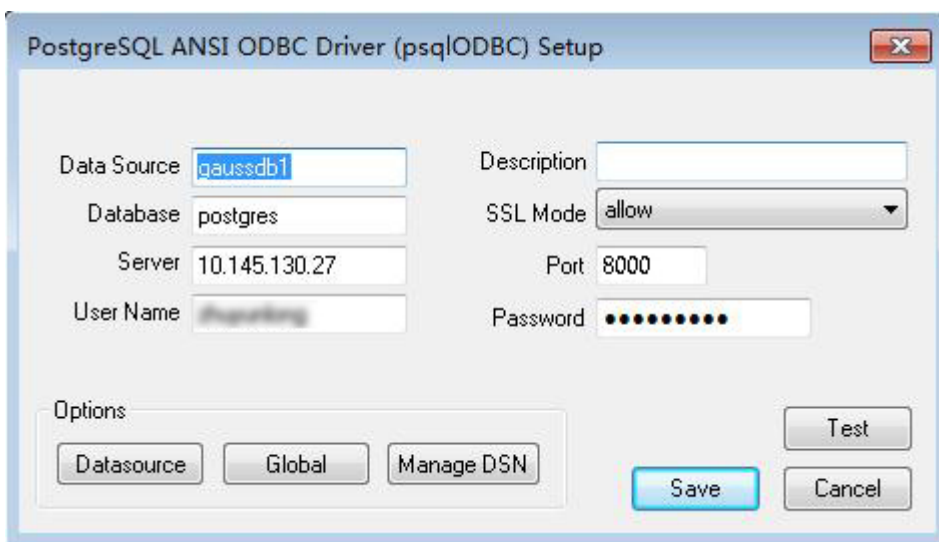 PostgreSQL ANSI ODBC Driver (psqlODBC) Setup
Data Source gaussdb1 Description
Database postgres SSL Mode allow
Server 10.145.130.27 Port 8000
User Name Password •••••••••
Options
Datasource Global Manage DSN
Test
Save Cancel